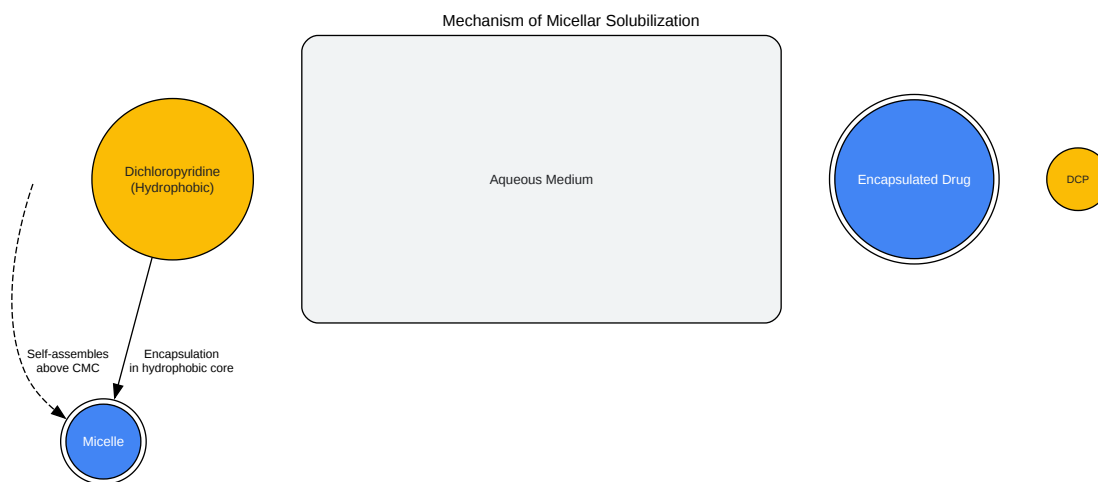 Mechanism of Micellar Solubilization
Dichloropyridine
(Hydrophobic)
Aqueous Medium
Encapsulated Drug
DCP
Self-assembles
above CMC
Encapsulation
in hydrophobic core
Micelle